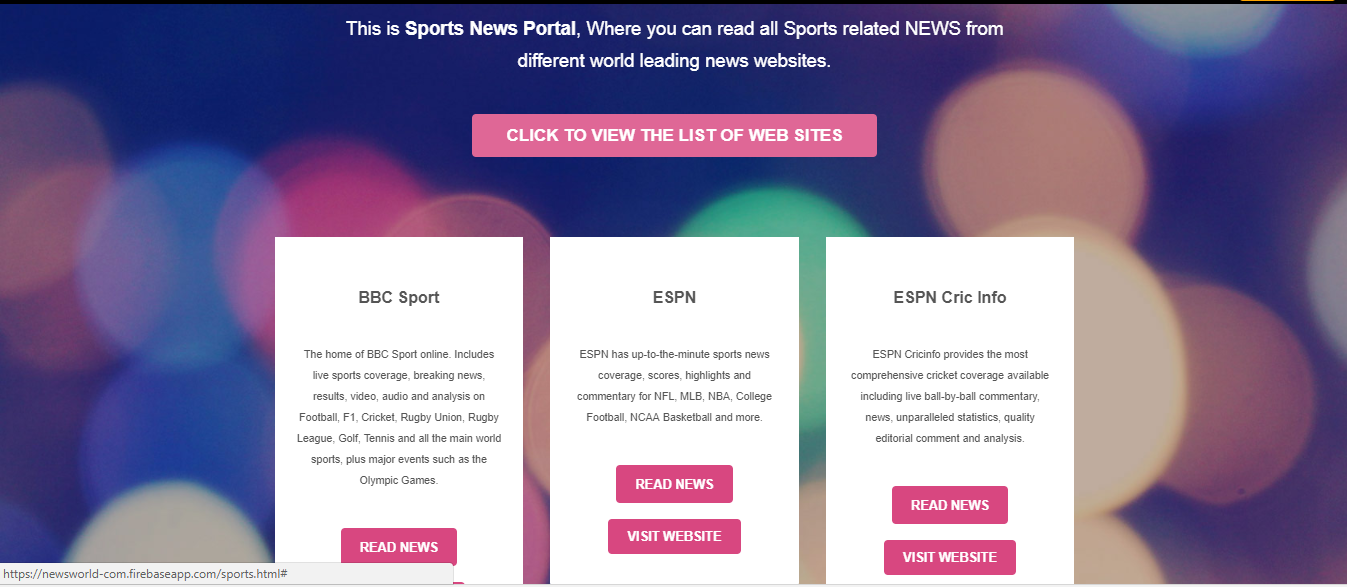 This is Sports News Portal, Where you can read all Sports related NEWS from
different world leading news websites.
CLICK TO VIEW THE LIST OF WEB SITES
BBC Sport
The home of BBC Sport online. Includes
live sports coverage, breaking news,
results, video, audio and analysis on
Football, F1, Cricket, Rugby Union, Rugby
League, Golf, Tennis and all the main world
sports, plus major events such as the
Olympic Games.
READ NEWS
ESPN
ESPN has up-to-the-minute sports news
coverage, scores, highlights and
commentary for NFL, MLB, NBA, College
Football, NCAA Basketball and more.
READ NEWS
VISIT WEBSITE
ESPN Cric Info
ESPN Cricinfo provides the most
comprehensive cricket coverage available
including live ball-by-ball commentary,
news, unparalleled statistics, quality
editorial comment and analysis.
READ NEWS
VISIT WEBSITE
https://newsworld-com.firebaseapp.com/sports.html#